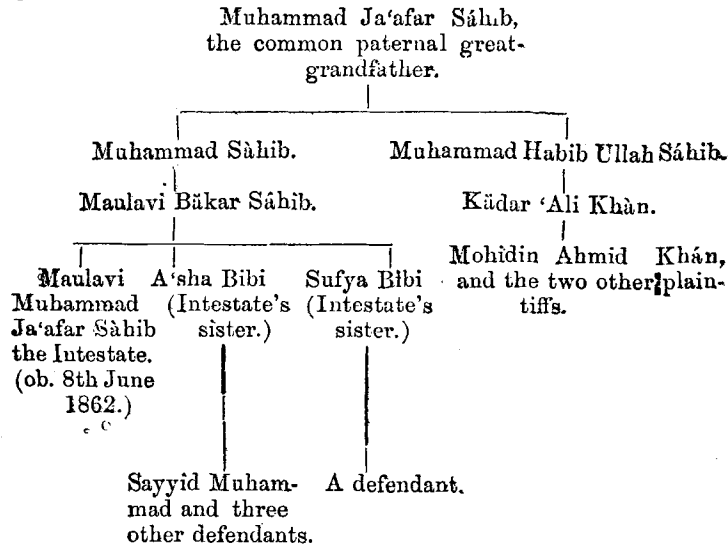 Muhammad Ja‘afar Sáhib,
the common paternal great-
grandfather.
Muhammad Sàhib.
Muhammad Habib Ullah Sáhib.
Maulavi Bäkar Sâhib.
Kädar ‘Ali Khàn.
Maulavi
Muhammad
Ja‘afar Sàhib
the Intestate.
(ob. 8th June
1862.)
A‘sha Bibi
(Intestate's
sister.)
Sufya Bibi
(Intestate's
sister.)
Mohidin Ahmid Khán,
and the two other plain-
tiffs.
Sayyid Muham-
mad and three
other defendants.
A defendant.